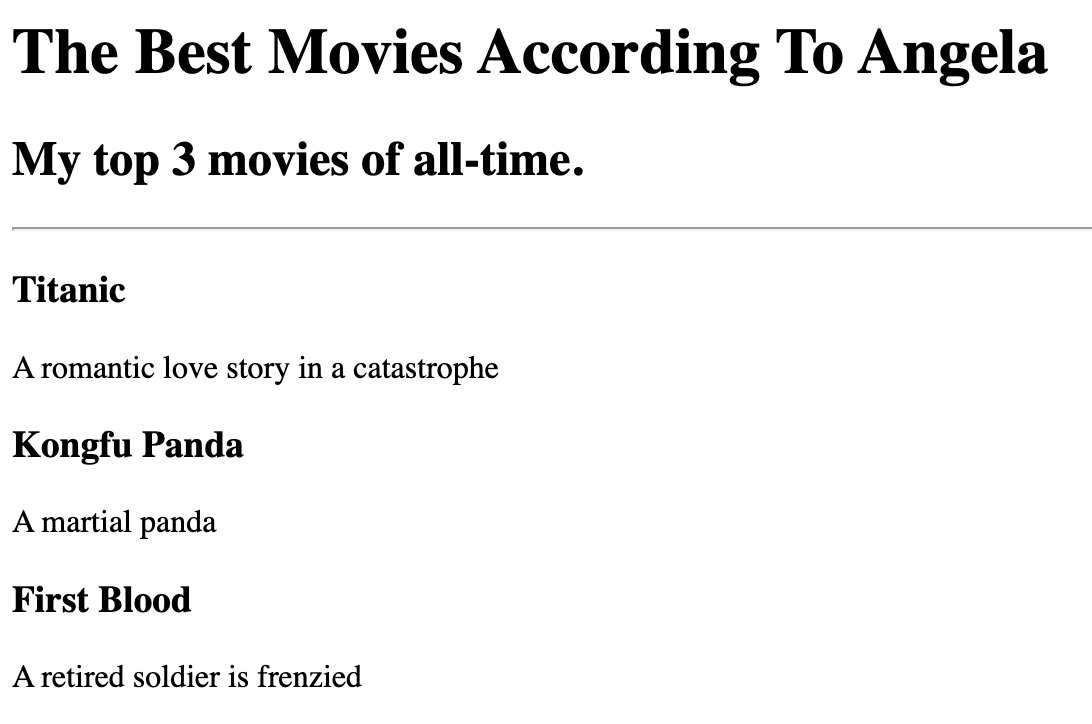 The Best Movies According To Angela
My top 3 movies of all-time.
Titanic
A romantic love story in a catastrophe
Kongfu Panda
A martial panda
First Blood
A retired soldier is frenzied